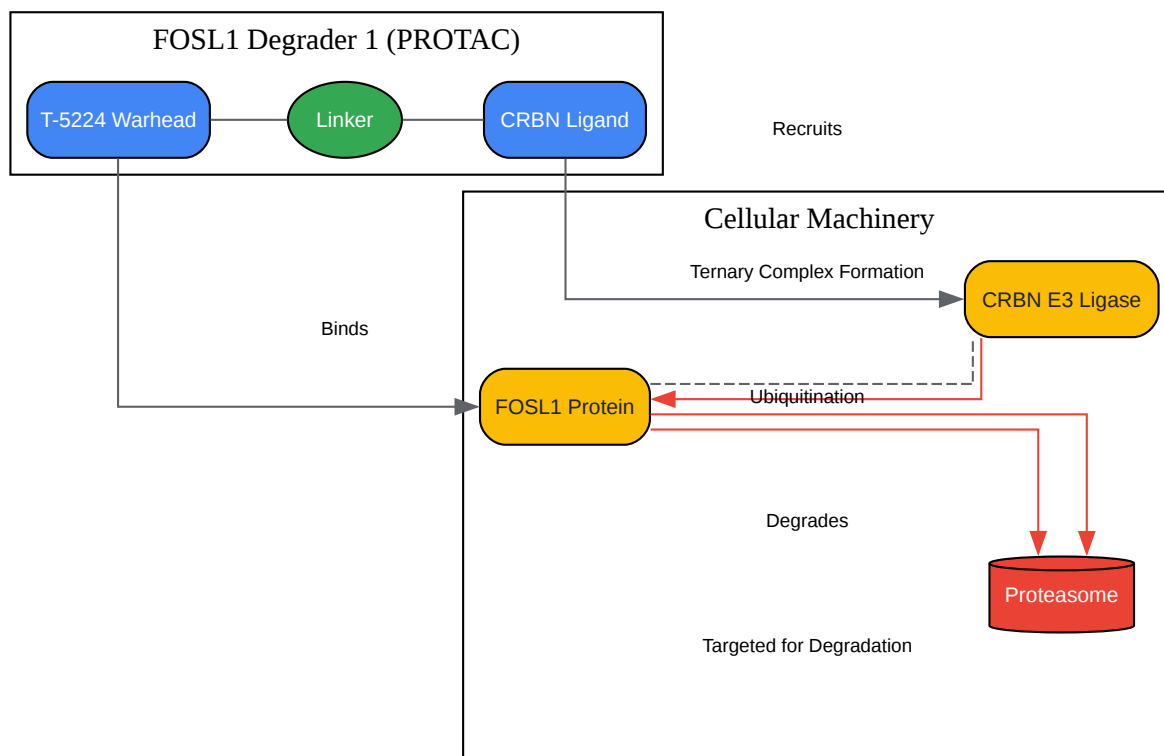 FOSL1 Degrader 1 (PROTAC)
T-5224 Warhead
Linker
CRBN Ligand
Recruits
Cellular Machinery
Ternary Complex Formation
CRBN E3 Ligase
Binds
FOSL1 Protein
Ubiquitination
Degrades
Proteasome
Targeted for Degradation